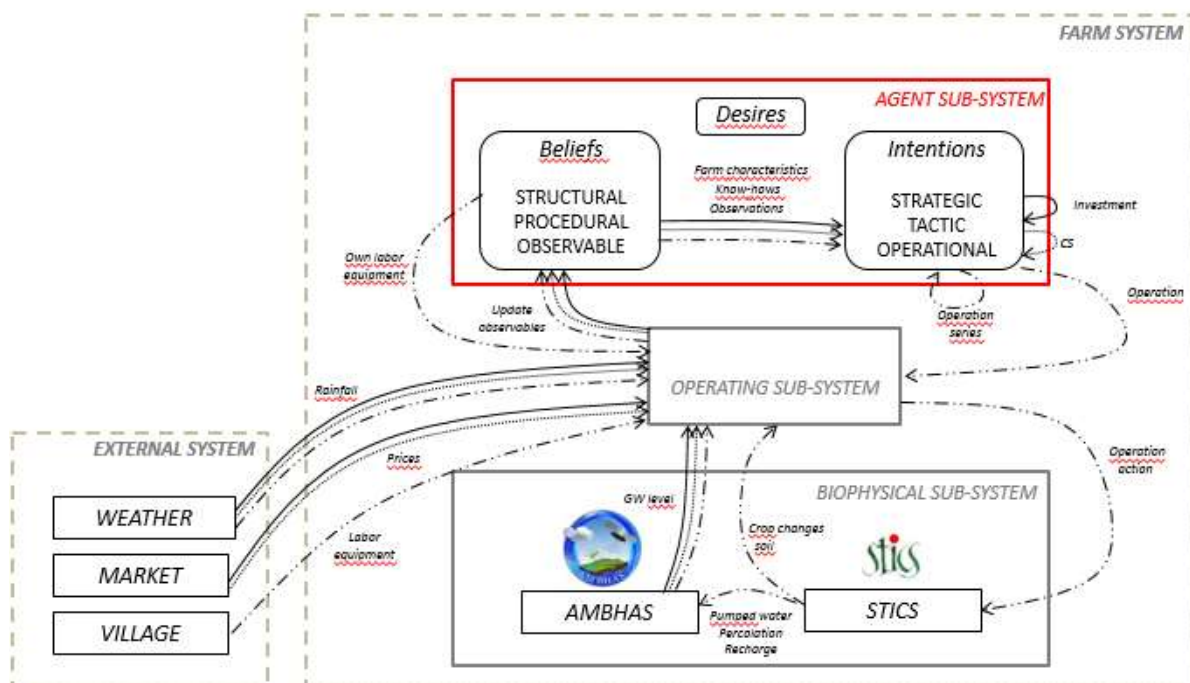 FARM SYSTEM
AGENT SUB-SYSTEM
Desires
Beliefs
STRUCTURAL
PROCEDURAL
OBSERVABLE
Farm characteristics
Know-hows
Observations
Intentions
STRATEGIC
TACTIC
OPERATIONAL
Investment
CS
Own labor
equipment
Update
observables
Operation
series
Operation
OPERATING SUB-SYSTEM
Rainfall
EXTERNAL SYSTEM
Prices
WEATHER
MARKET
VILLAGE
Labor
equipment
Operation
action
BIOPHYSICAL SUB-SYSTEM
GW level
Crop changes
soil
AMBHAS
stics
AMBHAS
STICS
Pumped water
Percolation
Recharge